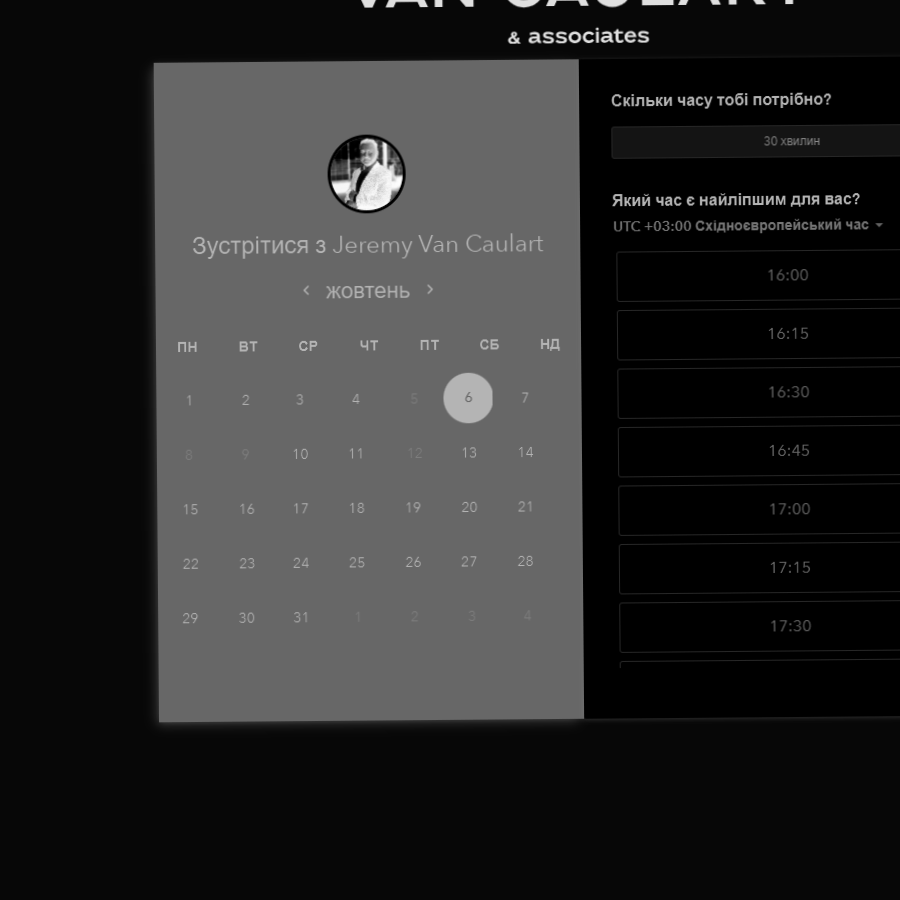 VAN CAULART
& associates
Зустрітися з Jeremy Van Caulart
жовтень
ПН ВТ СР ЧТ ПТ СБ НД
1 2 3 4 5 6 7
8 9 10 11 12 13 14
15 16 17 18 19 20 21
22 23 24 25 26 27 28
29 30 31 1 2 3 4
Скільки часу тобі потрібно?
30 хвилин
Який час є найліпшим для вас?
UTC +03:00 Східноєвропейський час
16:00
16:15
16:30
16:45
17:00
17:15
17:30